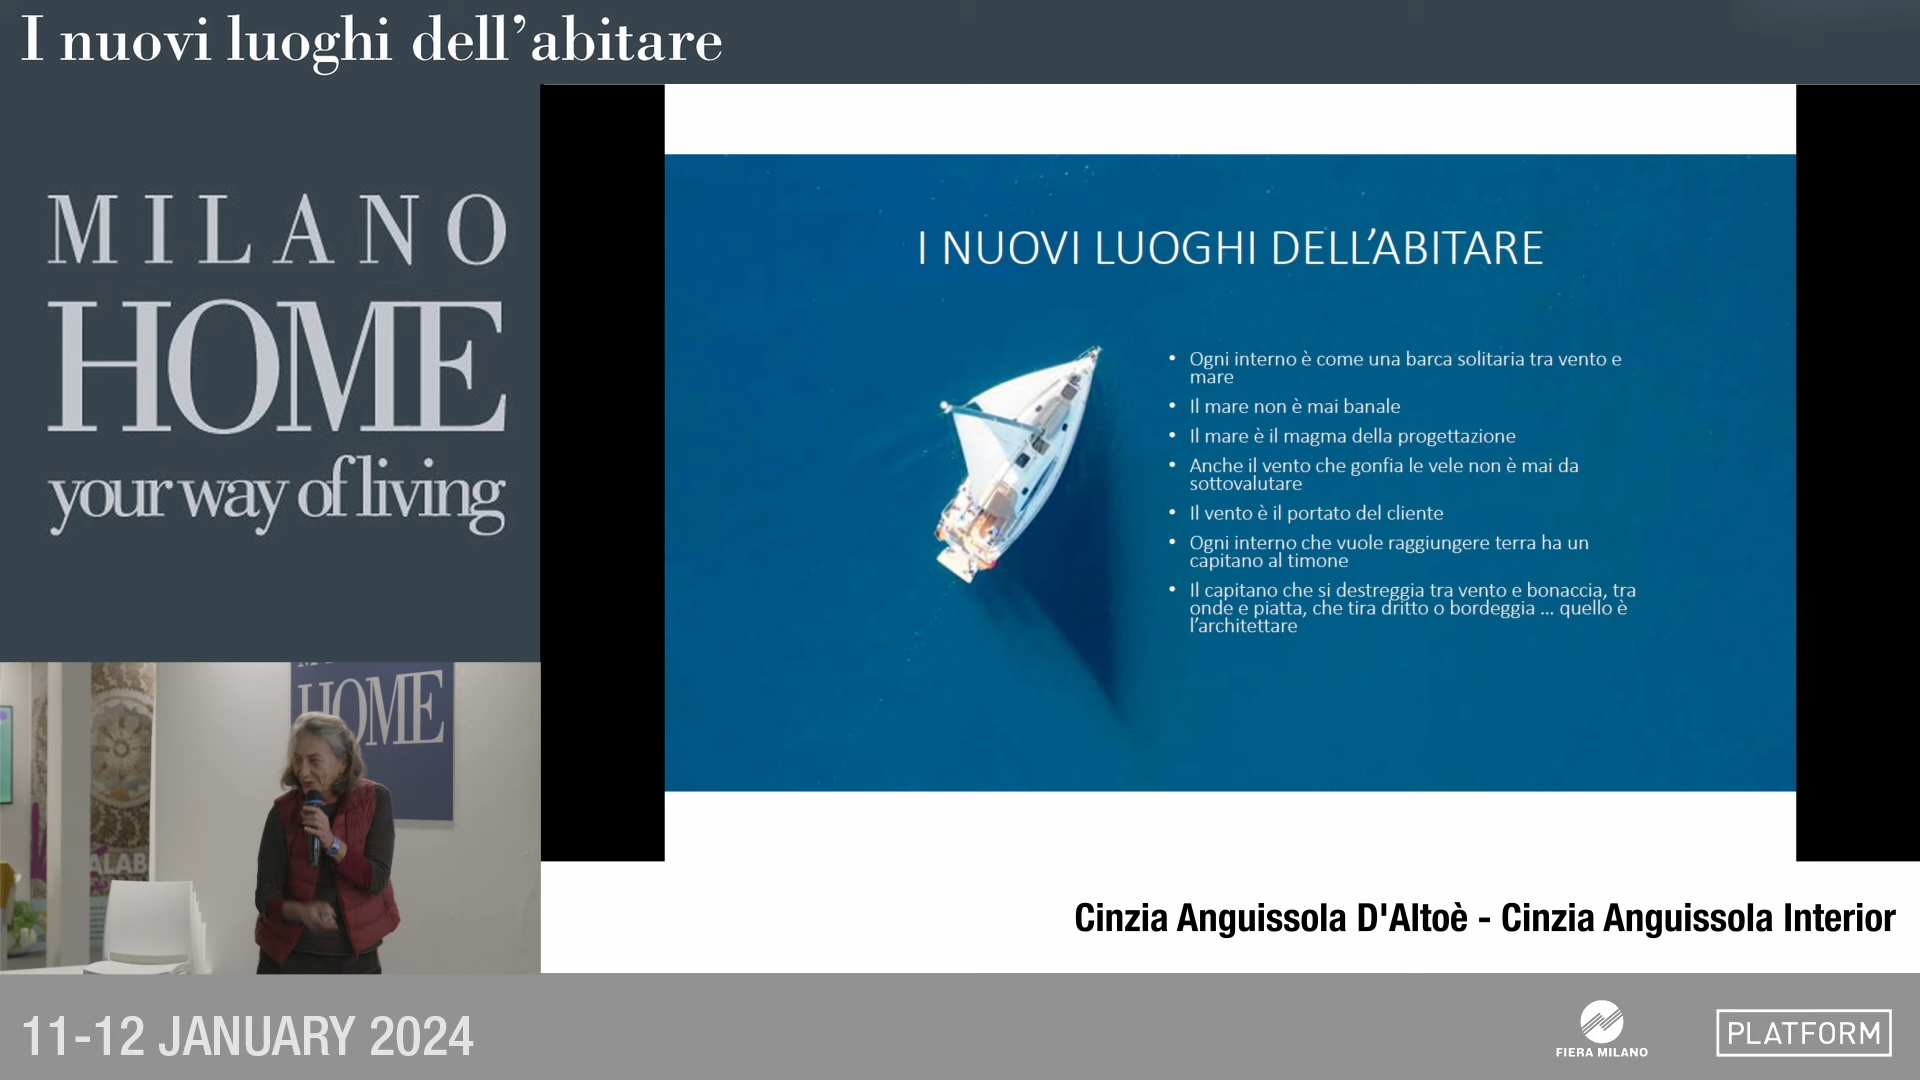 I nuovi luoghi dell’abitare
MILANO
HOME
your way of living
I NUOVI LUOGHI DELL’ABITARE
• Ogni interno è come una barca solitaria tra vento e
mare
• Il mare non è mai banale
• Il mare è il magma della progettazione
• Anche il vento che gonfia le vele non è mai da
sottovalutare
• Il vento è il portato del cliente
• Ogni interno che vuole raggiungere terra ha un
capitano al timone
• Il capitano che si destreggia tra vento e bonaccia, tra
onde e piatta, che tira dritto o bordeggia ... quello è
l’architettare
HOME
ALAB
Cinzia Anguissola D'Altoè - Cinzia Anguissola Interior
11-12 JANUARY 2024
FIERA MILANO
PLATFORM